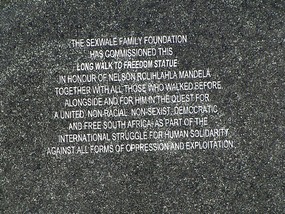 THE SEXWALE FAMILY FOUNDATION
HAS COMMISSIONED THIS
LONG WALK TO FREEDOM STATUE
IN HONOUR OF NELSON ROLIHLAHLA MANDELA
TOGETHER WITH ALL THOSE WHO WALKED BEFORE,
ALONGSIDE AND FOR HIM IN THE QUEST FOR
A UNITED, NON-RACIAL, NON-SEXIST, DEMOCRATIC
AND FREE SOUTH AFRICA, AS PART OF THE
INTERNATIONAL STRUGGLE FOR HUMAN SOLIDARITY
AGAINST ALL FORMS OF OPPRESSION AND EXPLOITATION.